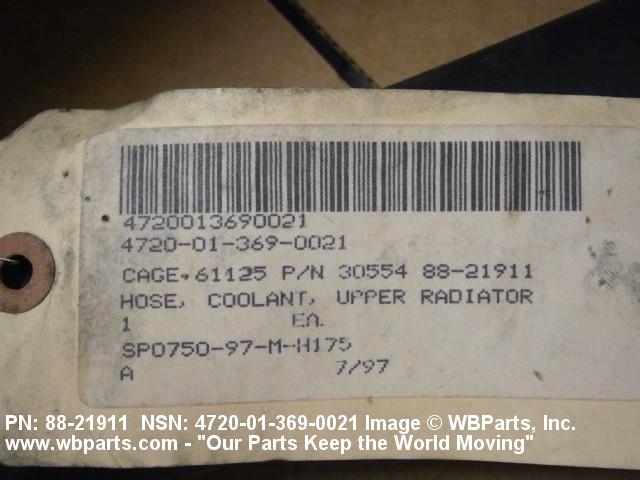 4720013690021
4720-01-369-0021
CAGE. 61125 P/N 30554 88-21911
HOSE, COOLANT, UPPER RADIATOR
1 EA.
SPO750-97-M-H175
A 7/97
PN: 88-21911 NSN: 4720-01-369-0021 Image © WBParts, Inc.
www.wbparts.com - "Our Parts Keep the World Moving"